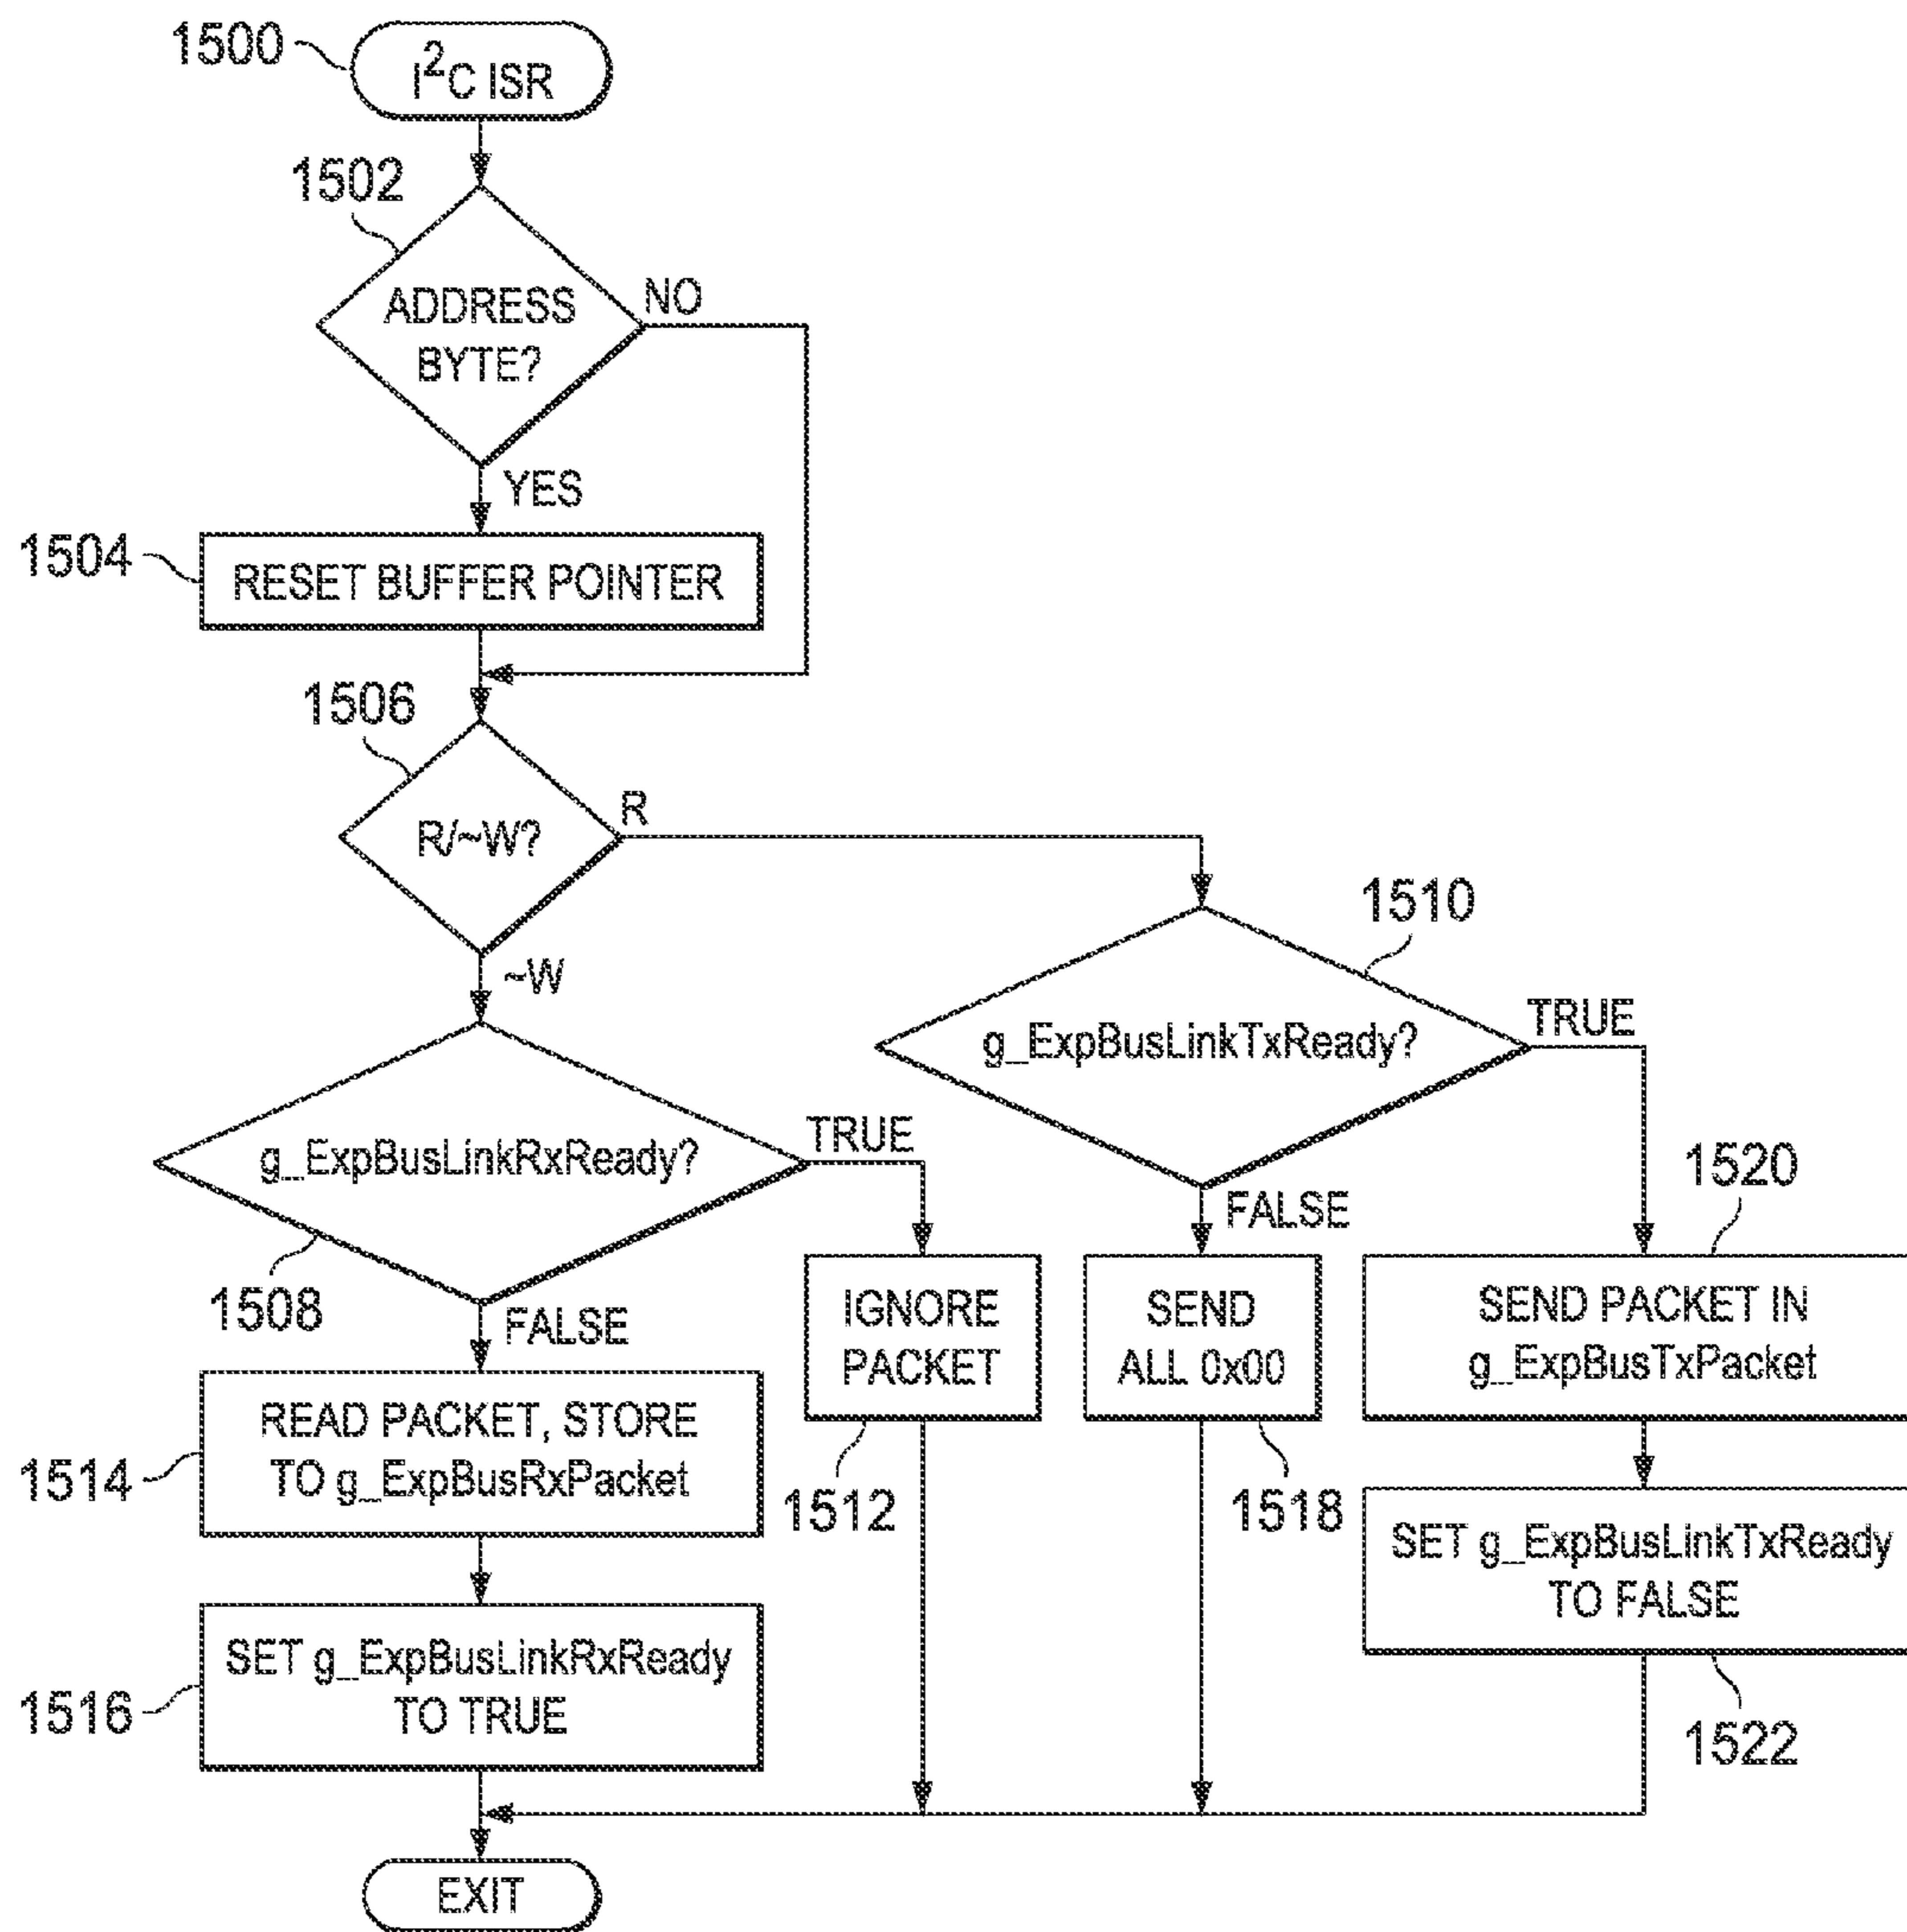 1500
I²C ISR
1502
ADDRESS
BYTE?
NO
YES
1504
RESET BUFFER POINTER
1506
R/~W?
R
~W
1510
g_ExpBusLinkTxReady?
TRUE
FALSE
g_ExpBusLinkRxReady?
TRUE
1508
FALSE
1520
IGNORE
PACKET
SEND
ALL 0x00
SEND PACKET IN
g_ExpBusTxPacket
1514
READ PACKET, STORE
TO g_ExpBusRxPacket
1512
1518
SET g_ExpBusLinkTxReady
TO FALSE
1516
SET g_ExpBusLinkRxReady
TO TRUE
1522
EXIT